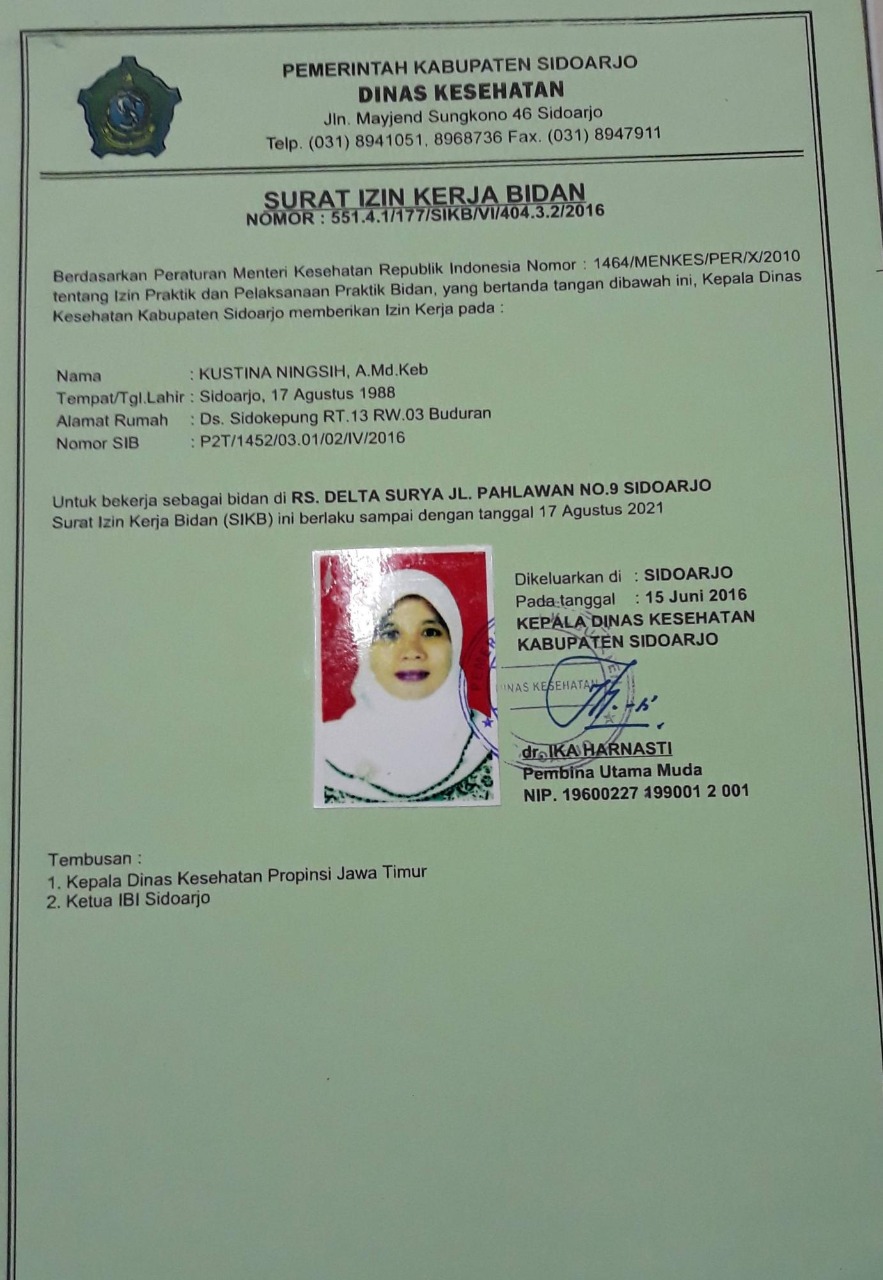 PEMERINTAH KABUPATEN SIDOARJO
DINAS KESEHATAN
Jln. Mayjend Sungkono 46 Sidoarjo
Telp. (031) 8941051, 8968736 Fax. (031) 8947911
SURAT IZIN KERJA BIDAN
NOMOR : 551.4.1/177/SIKB/VI/404.3.2/2016
Berdasarkan Peraturan Menteri Kesehatan Republik Indonesia Nomor : 1464/MENKES/PER/X/2010
tentang Izin Praktik dan Pelaksanaan Praktik Bidan, yang bertanda tangan dibawah ini, Kepala Dinas
Kesehatan Kabupaten Sidoarjo memberikan Izin Kerja pada :
Nama : KUSTINA NINGSIH, A.Md.Keb
Tempat/Tgl.Lahir : Sidoarjo, 17 Agustus 1988
Alamat Rumah : Ds. Sidokepung RT.13 RW.03 Buduran
Nomor SIB : P2T/1452/03.01/02/IV/2016
Untuk bekerja sebagai bidan di RS. DELTA SURYA JL. PAHLAWAN NO.9 SIDOARJO
Surat Izin Kerja Bidan (SIKB) ini berlaku sampai dengan tanggal 17 Agustus 2021
Dikeluarkan di : SIDOARJO
Pada tanggal : 15 Juni 2016
KEPALA DINAS KESEHATAN
KABUPATEN SIDOARJO
DINAS KESEHATAN
dr. IKA HARNASTI
Pembina Utama Muda
NIP. 19600227 199001 2 001
Tembusan :
1. Kepala Dinas Kesehatan Propinsi Jawa Timur
2. Ketua IBI Sidoarjo